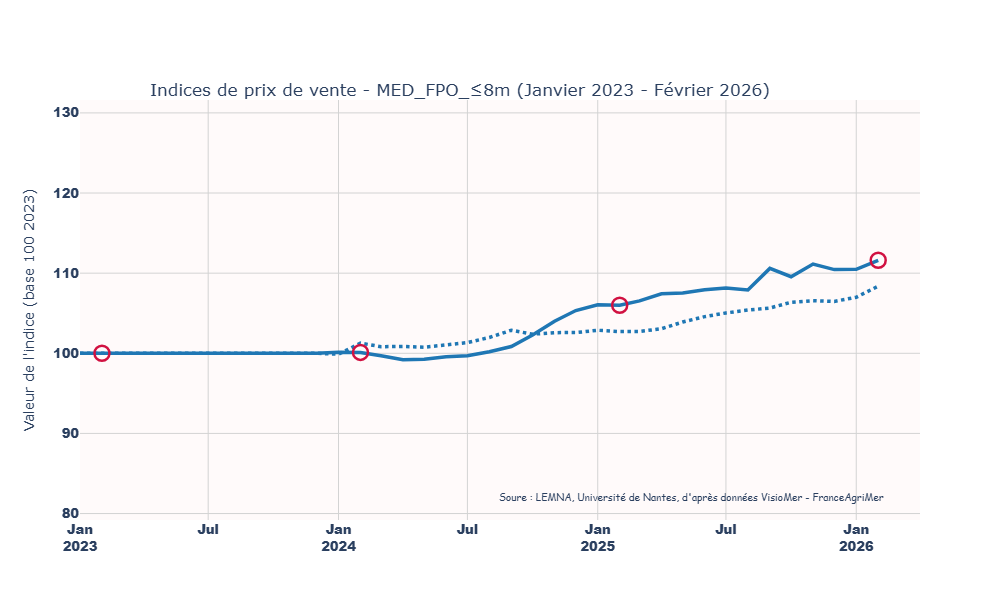 Indices de prix de vente - MED_FPO_≤8m (Janvier 2023 - Février 2026)
Valeur de l'indice (base 100 2023)
130
120
110
100
90
80
Soure : LEMNA, Université de Nantes, d'après données VisioMer - FranceAgriMer
Jan
2023
Jul
Jan
2024
Jul
Jan
2025
Jul
Jan
2026